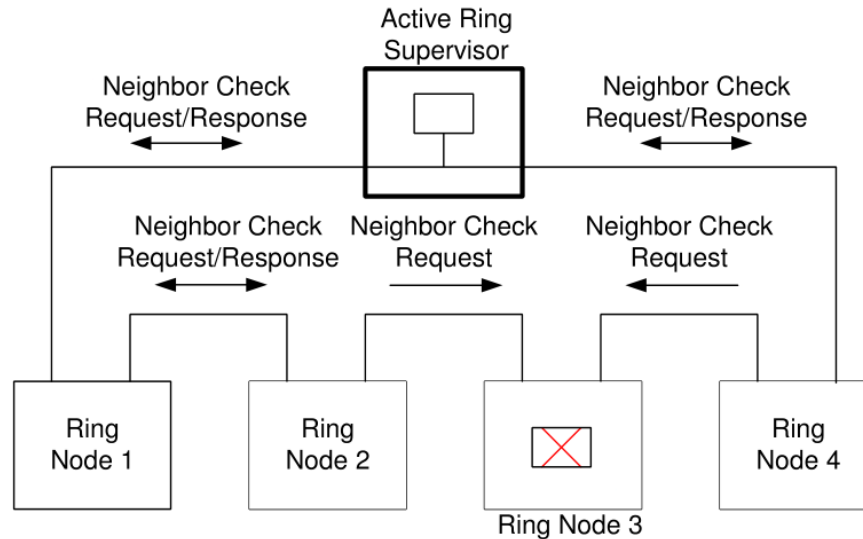 Active Ring
Supervisor
Neighbor Check
Request/Response
Neighbor Check
Request/Response
Neighbor Check
Request/Response
Neighbor Check
Request
Neighbor Check
Request
Ring
Node 1
Ring
Node 2
Ring
Node 4
Ring Node 3